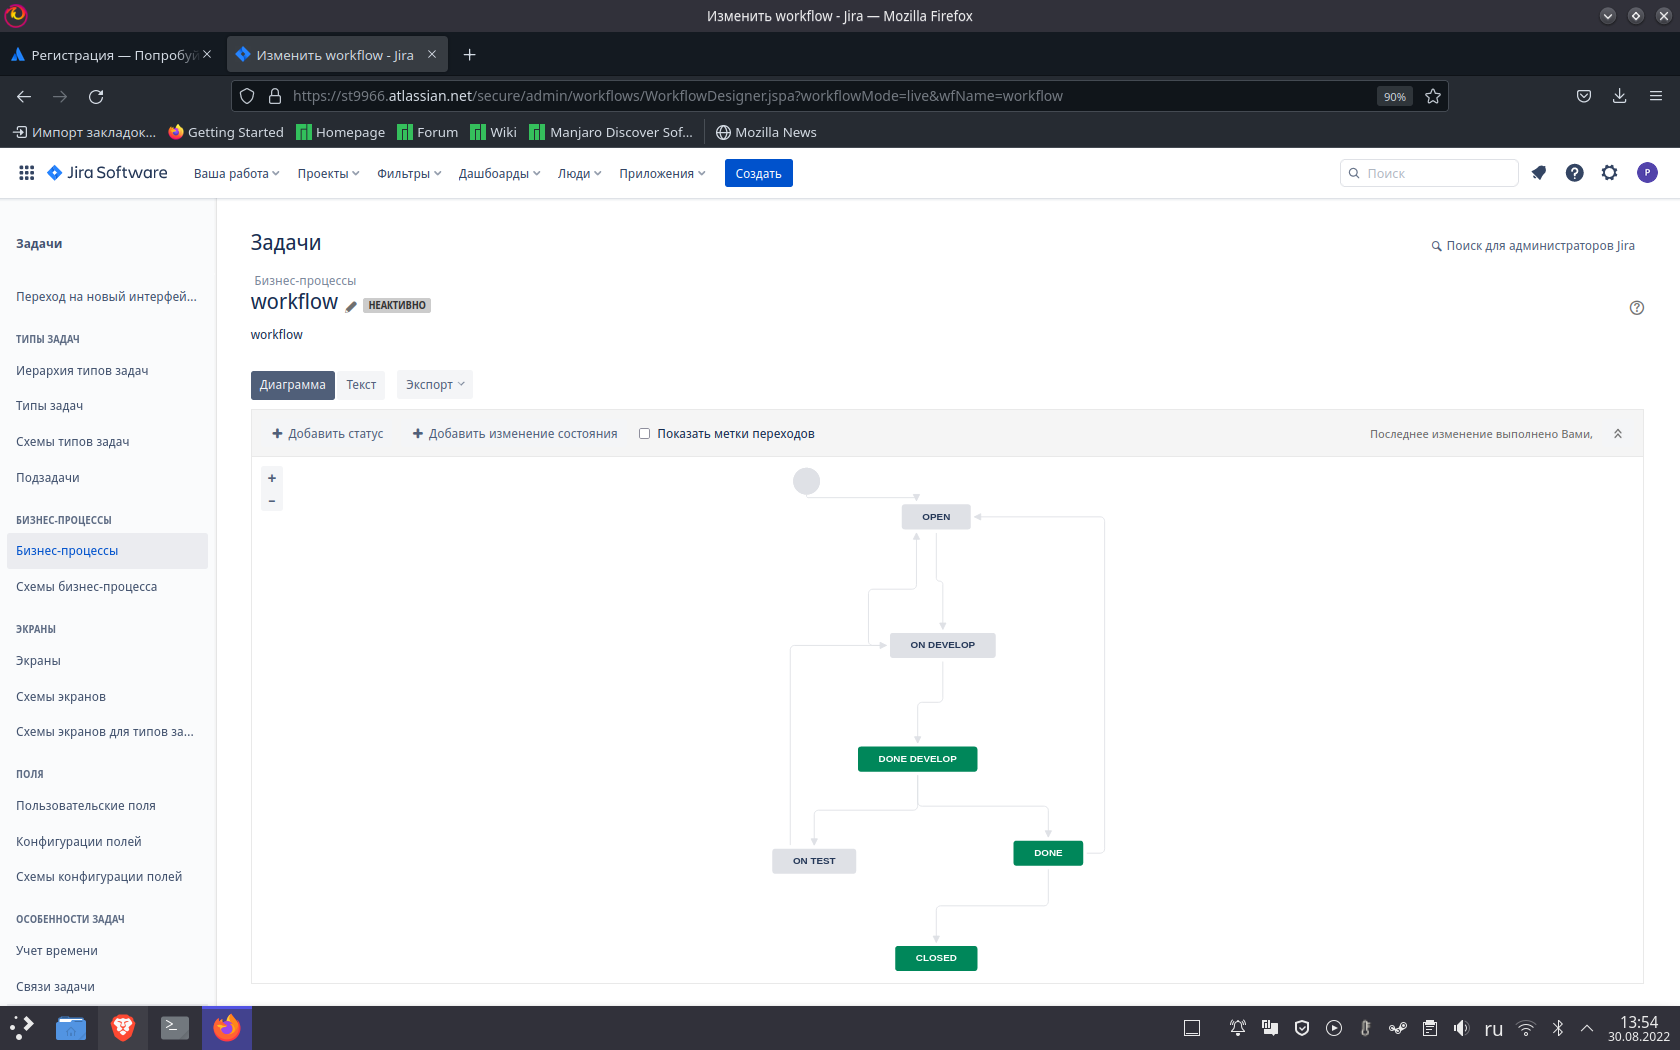 Изменить workflow - Jira — Mozilla Firefox
Регистрация — Попробуй
Изменить workflow - Jira
https://st9966.atlassian.net/secure/admin/workflows/WorkflowDesigner.jspa?workflowMode=live&wfName=workflow
90%
Импорт закладок...
Getting Started
Homepage
Forum
Wiki
Manjaro Discover Sof...
Mozilla News
Jira Software
Ваша работа
Проекты
Фильтры
Дашборды
Люди
Приложения
Создать
Поиск
P
Задачи
Переход на новый интерфей...
ТИПЫ ЗАДАЧ
Иерархия типов задач
Типы задач
Схемы типов задач
Подзадачи
БИЗНЕС-ПРОЦЕССЫ
Бизнес-процессы
Схемы бизнес-процесса
ЭКРАНЫ
Экраны
Схемы экранов
Схемы экранов для типов за...
ПОЛЯ
Пользовательские поля
Конфигурации полей
Схемы конфигурации полей
ОСОБЕННОСТИ ЗАДАЧ
Учет времени
Связи задачи
Задачи
Поиск для администраторов Jira
Бизнес-процессы
workflow
НЕАКТИВНО
workflow
Диаграмма
Текст
Экспорт
Добавить статус
Добавить изменение состояния
Показать метки переходов
Последнее изменение выполнено Вами,
OPEN
ON DEVELOP
DONE DEVELOP
ON TEST
DONE
CLOSED
ru
13:54
30.08.2022